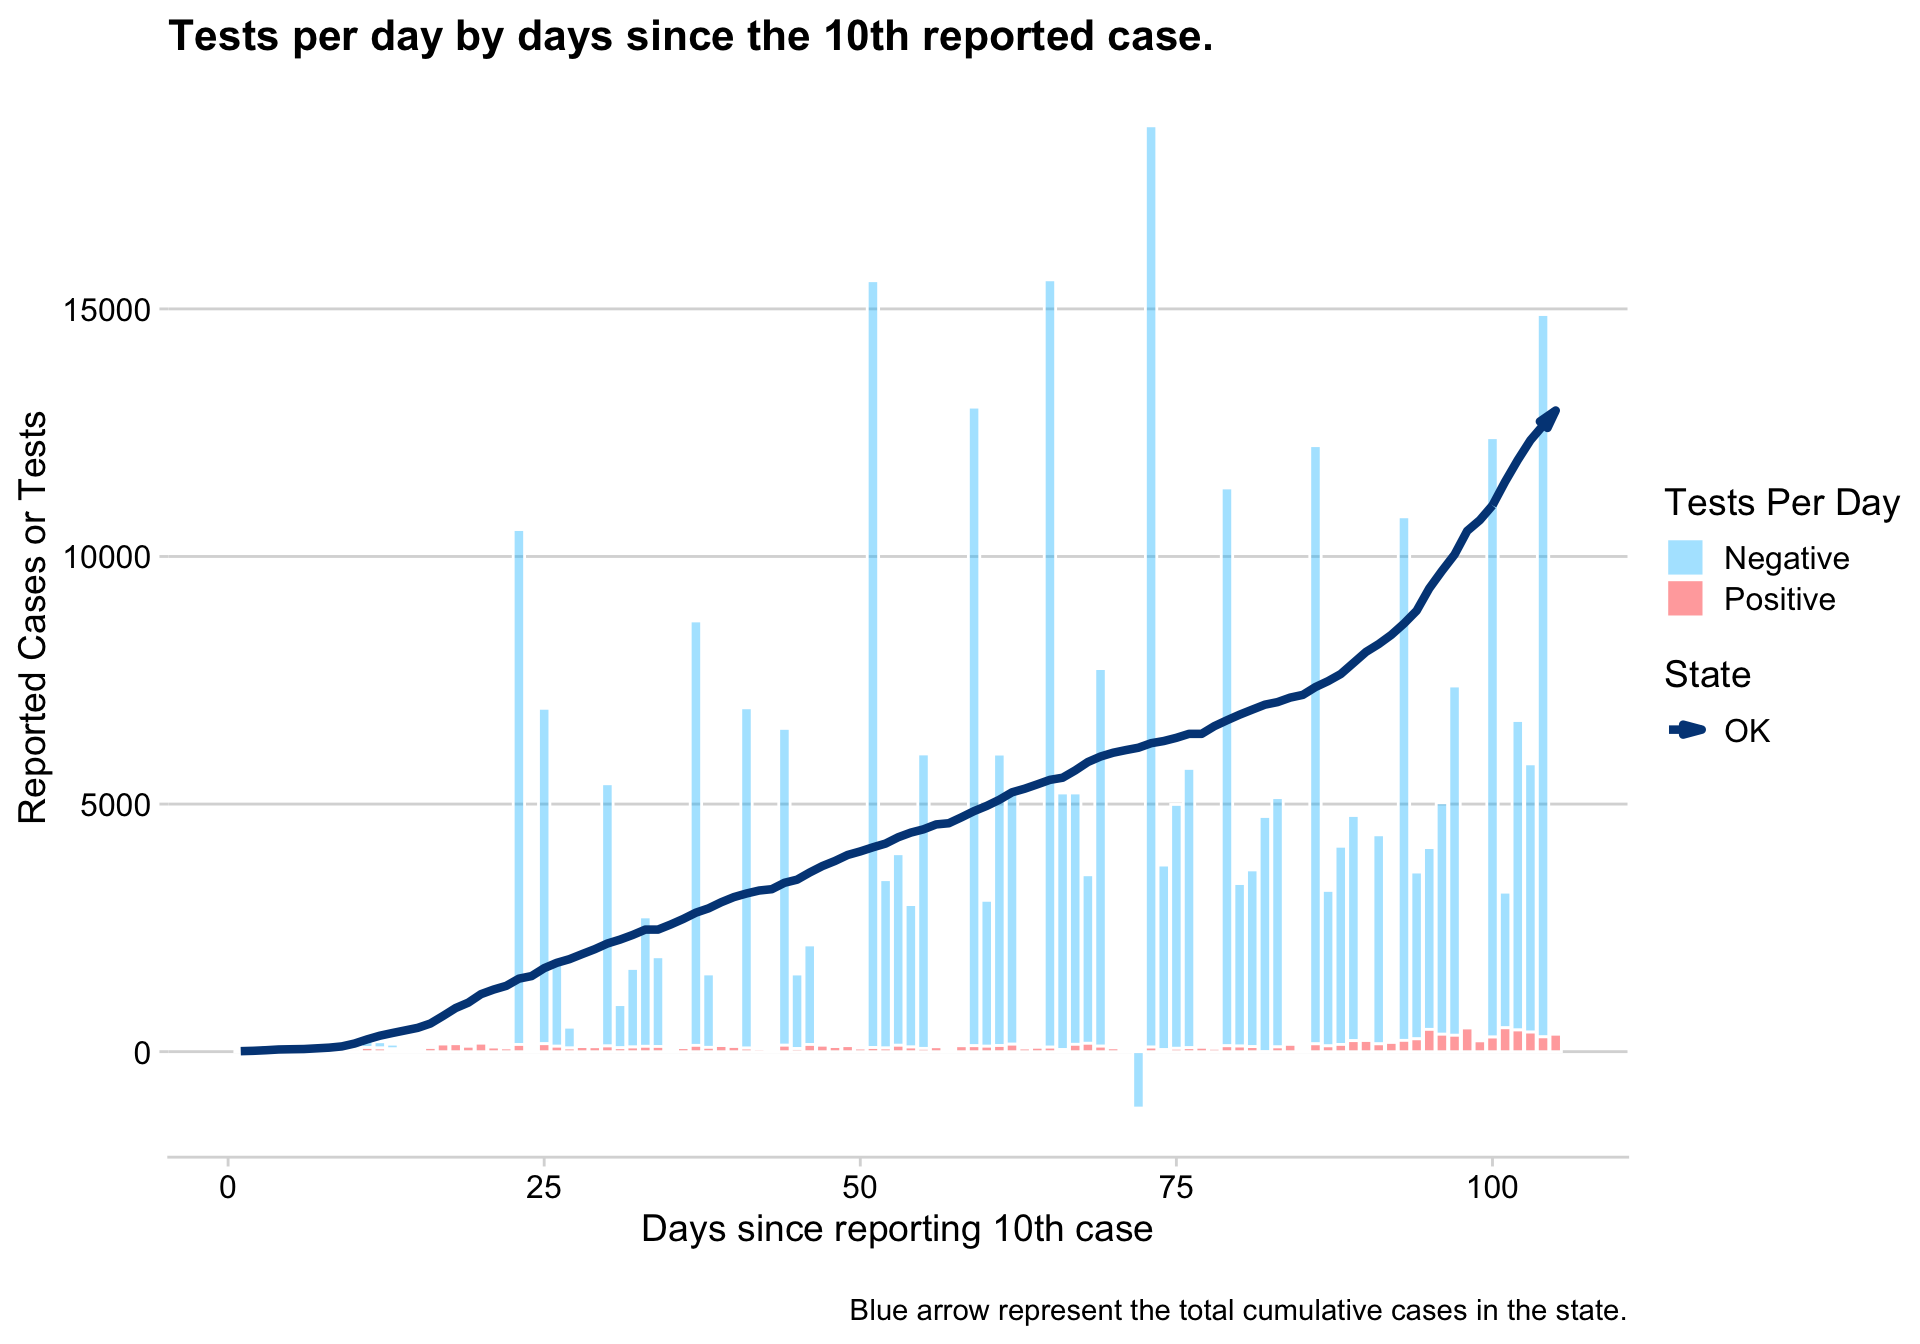 Tests per day by days since the 10th reported case.
15000
10000
5000
0
Reported Cases or Tests
0 25 50 75 100
Days since reporting 10th case
Tests Per Day
Negative
Positive
State
OK
Blue arrow represent the total cumulative cases in the state.